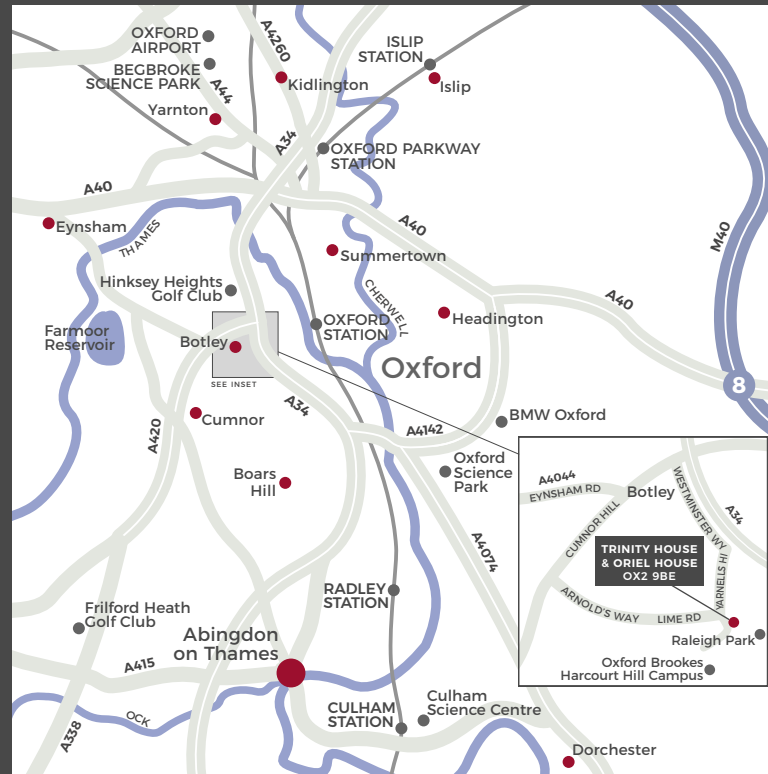 OXFORD
AIRPORT
A4260
ISLIP
STATION
BEGBROKE
SCIENCE PARK
A44
Kidlington
Islip
Yarnton
A34
OXFORD PARKWAY
STATION
A40
Eynsham
THAMES
A40
M40
Summertown
Hinksey Heights
Golf Club
CHERWELL
A40
Farmoor
Reservoir
OXFORD
STATION
Headington
Botley
Oxford
SEE INSET
8
A34
Cumnor
BMW Oxford
A420
A4142
Boars
Hill
Oxford
Science
Park
A4044
EYNSHAM RD
Botley
WESTMINSTER WY
A34
CUMNOR HILL
A4074
TRINITY HOUSE
& ORIEL HOUSE
OX2 9BE
YARNELLS HI
ARNOLD'S WAY
LIME RD
Raleigh Park
Oxford Brookes
Harcourt Hill Campus
RADLEY
STATION
Frilford Heath
Golf Club
Abingdon
on Thames
A415
Culham
Science Centre
CULHAM
STATION
OCK
A338
Dorchester